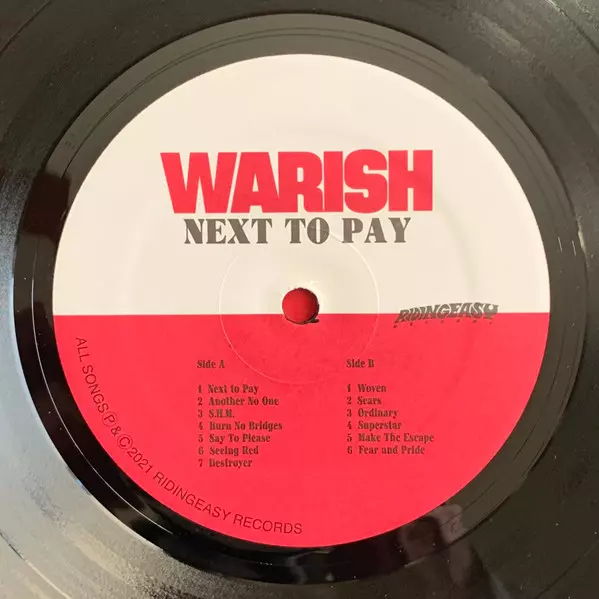 WARISH
NEXT TO PAY
RIDINGEASY
RECORDS
Side A
1 Next to Pay
2 Another No One
3 S.H.M.
4 Burn No Bridges
5 Say To Please
6 Seeing Red
7 Destroyer
Side B
1 Woven
2 Scars
3 Ordinary
4 Superstar
5 Make The Escape
6 Fear and Pride
ALL SONGS P & © 2021 RIDINGEASY RECORDS